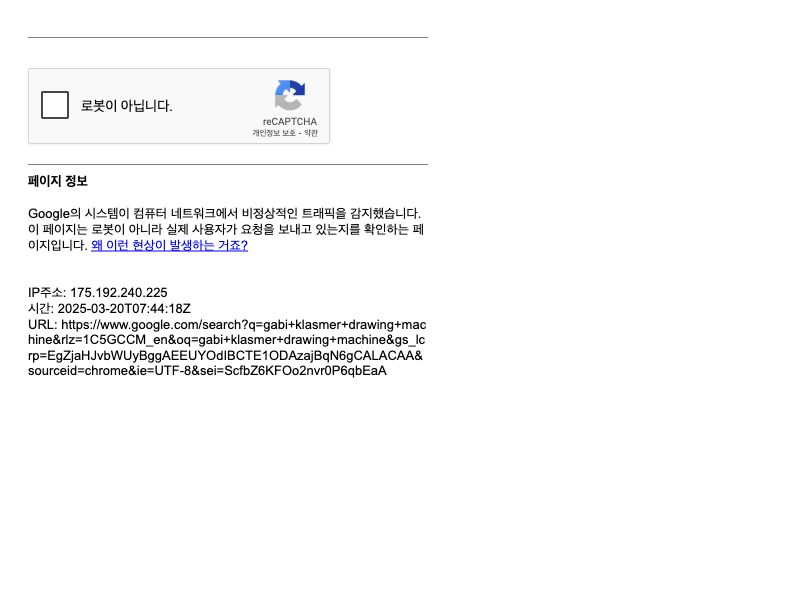 로봇이 아닙니다.
reCAPTCHA
개인정보 보호 - 약관
페이지 정보
Google의 시스템이 컴퓨터 네트워크에서 비정상적인 트래픽을 감지했습니다.
이 페이지는 로봇이 아니라 실제 사용자가 요청을 보내고 있는지를 확인하는 페
이지입니다. 왜 이런 현상이 발생하는 거죠?
IP주소: 175.192.240.225
시간: 2025-03-20T07:44:18Z
URL: https://www.google.com/search?q=gabi+klasmer+drawing+mac
hine&rlz=1C5GCCM_en&oq=gabi+klasmer+drawing+machine&gs_lc
rp=EgZjaHJvbWUyBggAEEUYOdIBCTE1ODAzajBqN6gCALACAA&
sourceid=chrome&ie=UTF-8&sei=ScfbZ6KFOo2nvr0P6qbEaA